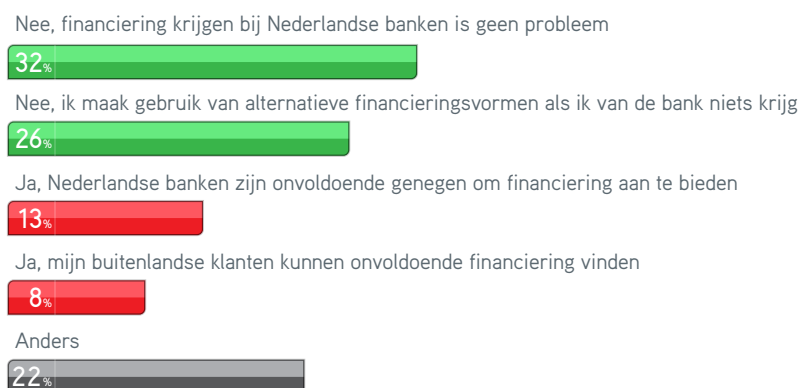 Nee, financiering krijgen bij Nederlandse banken is geen probleem
32%
Nee, ik maak gebruik van alternatieve financieringsvormen als ik van de bank niets krijg
26%
Ja, Nederlandse banken zijn onvoldoende genegen om financiering aan te bieden
13%
Ja, mijn buitenlandse klanten kunnen onvoldoende financiering vinden
8%
Anders
22%